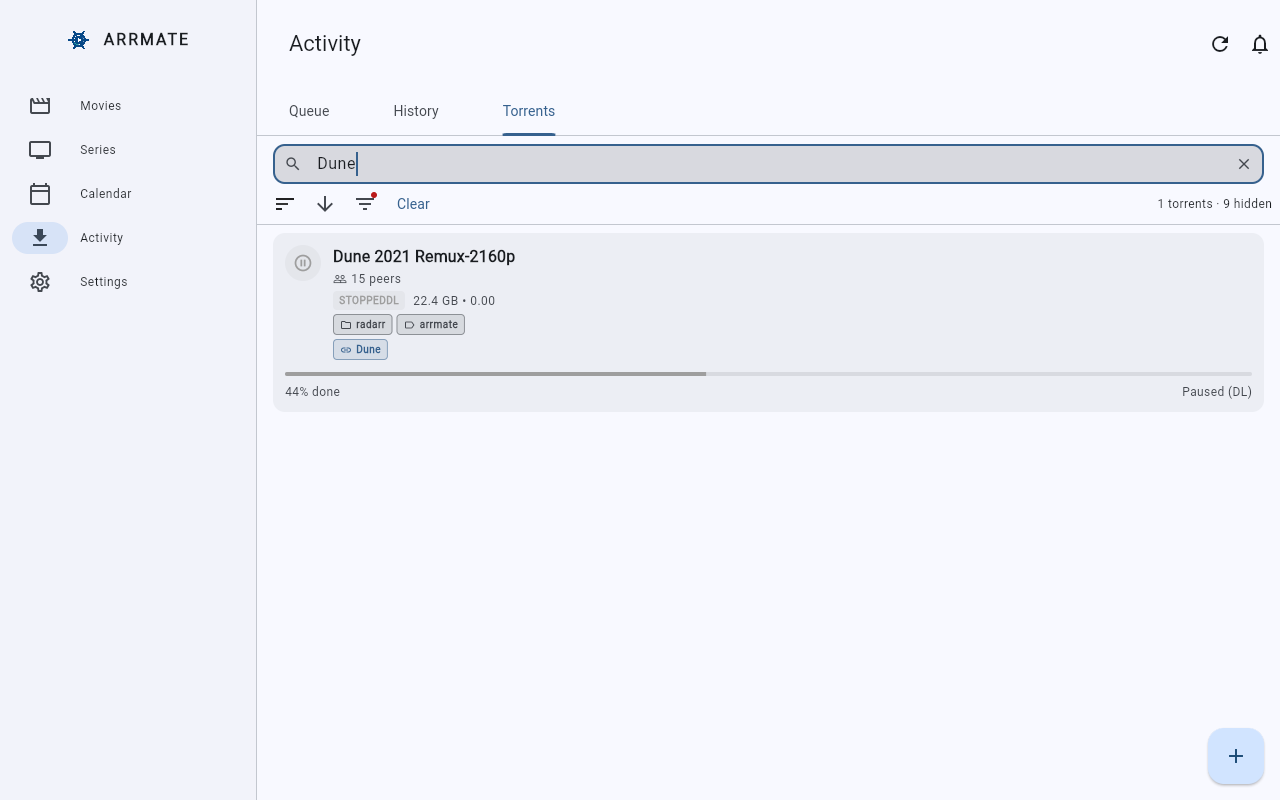 ARRMATE
Movies
Series
Calendar
Activity
Settings
Activity
Queue
History
Torrents
Dune
Clear
1 torrents · 9 hidden
Dune 2021 Remux-2160p
15 peers
STOPPEDDL 22.4 GB • 0.00
radarr arrmate
Dune
44% done
Paused (DL)